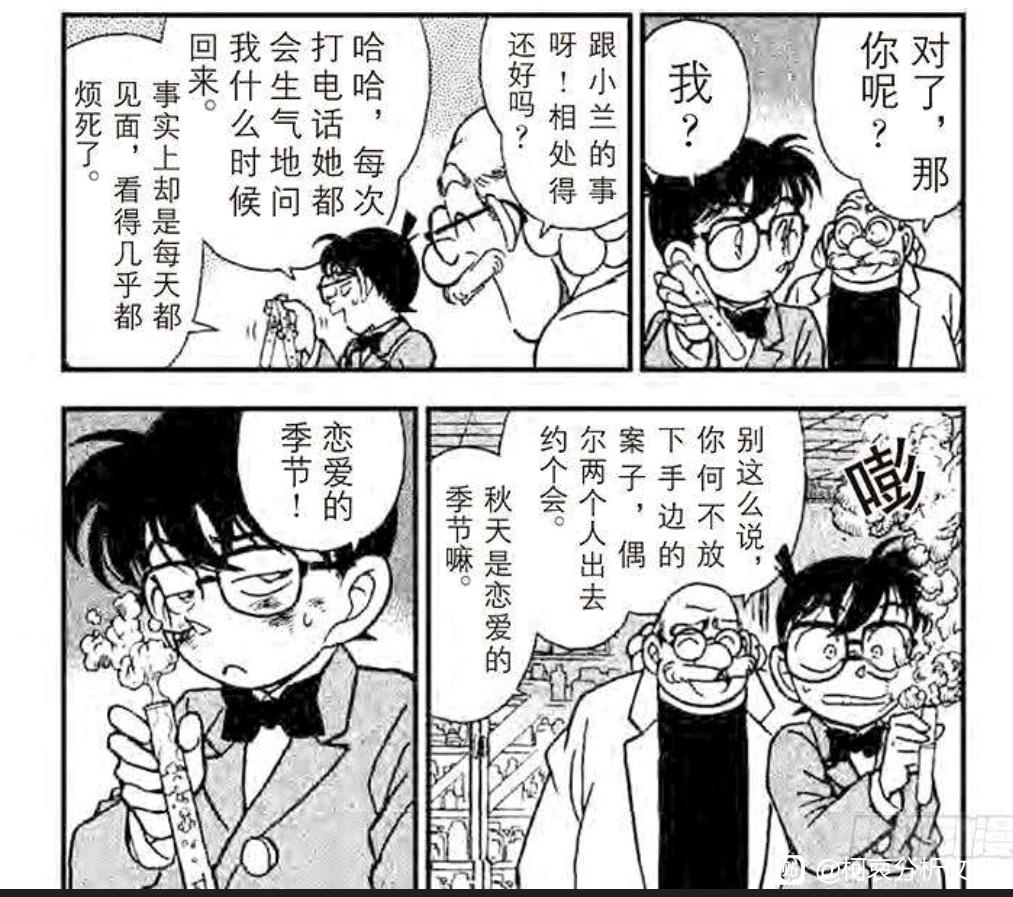 对了，那
你呢？
我？
跟小兰的事
呀！相处得
还好吗？
哈哈，每次
打电话她都
会生气地问
我什么时候
回来。
事实上却是每天都
见面，看得几乎都
烦死了。
嘭
别这么说，
你何不放
下手边的
案子，偶
尔两个人出去
约个会。
秋天是恋爱的
季节嘛。
恋爱的
季节！
@柯哀分析